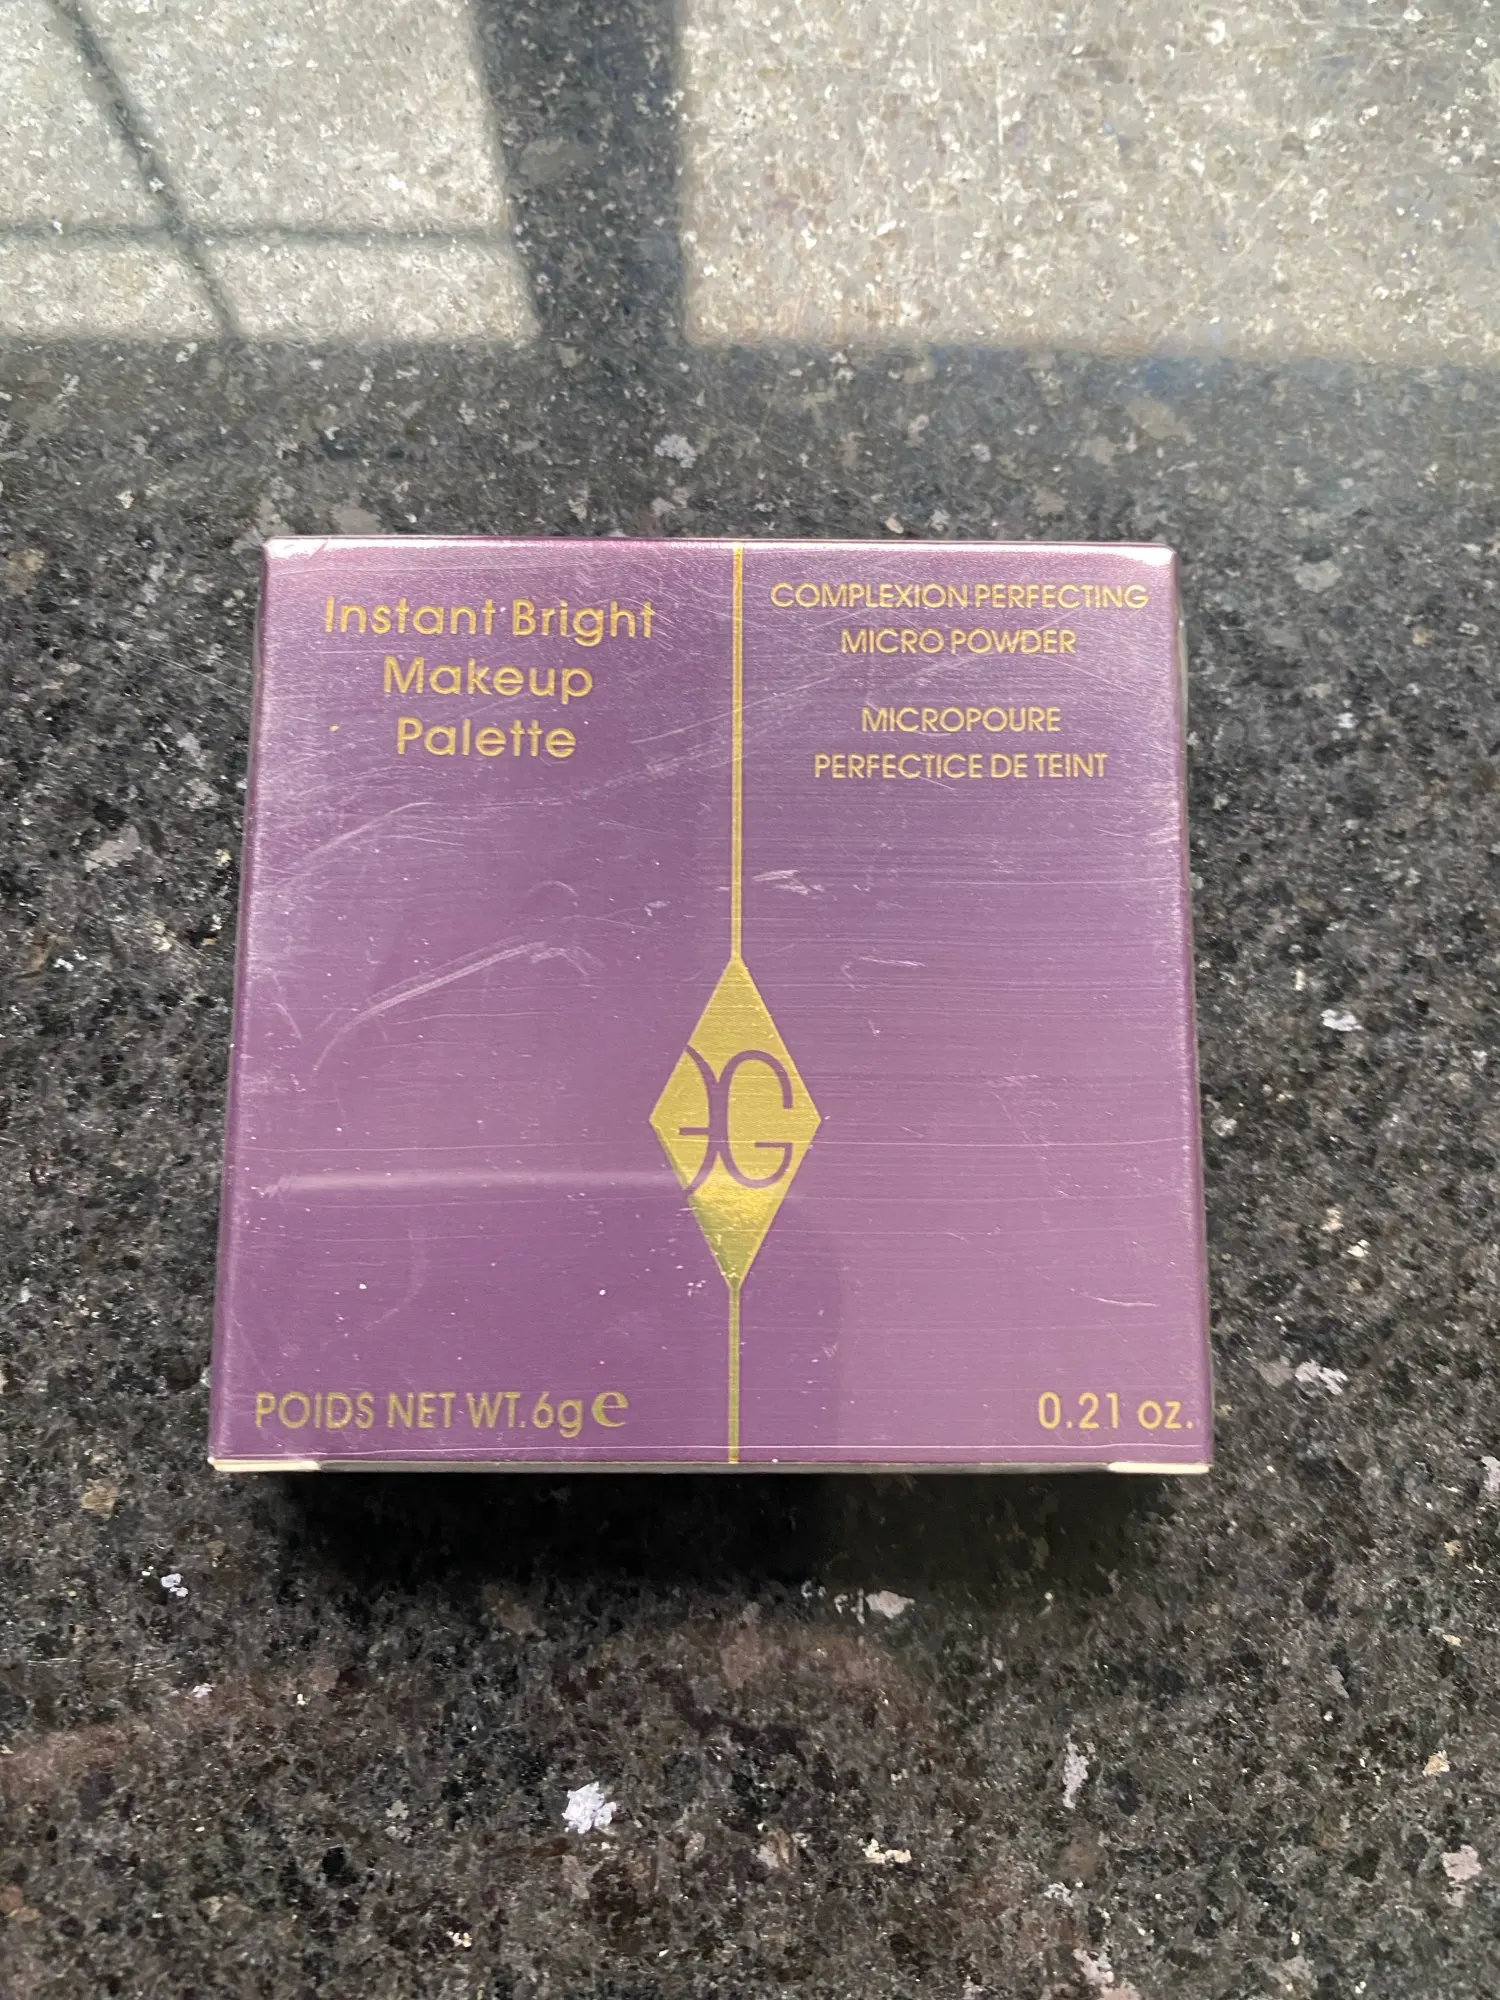 Instant Bright
Makeup
Palette
COMPLEXION PERFECTING
MICRO POWDER
MICROPOURE
PERFECTICE DE TEINT
POIDS NET WT.6g e
0.21 oz.